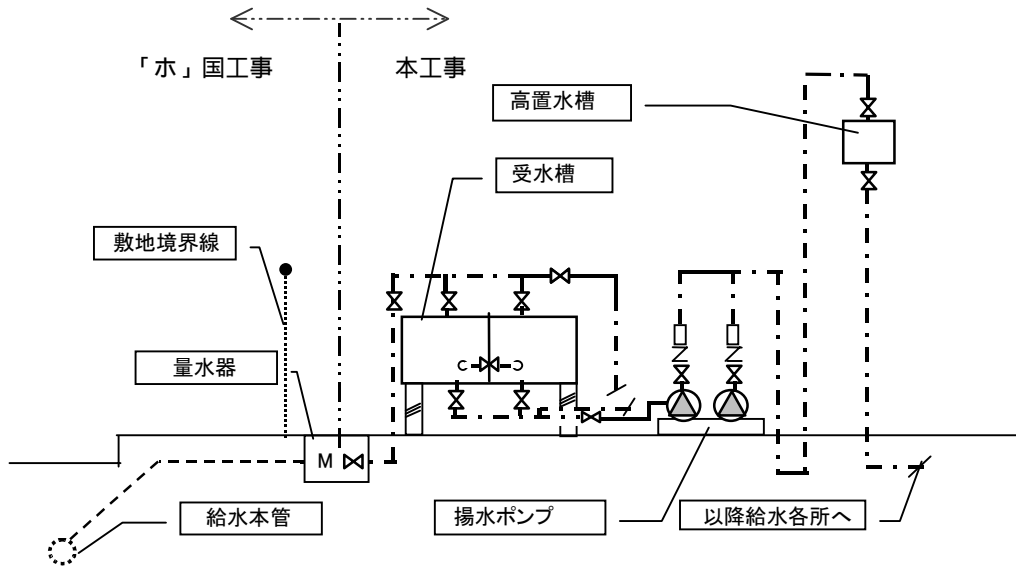 「ホ」国工事
本工事
高置水槽
受水槽
敷地境界線
量水器
M
給水本管
揚水ポンプ
以降給水各所へ